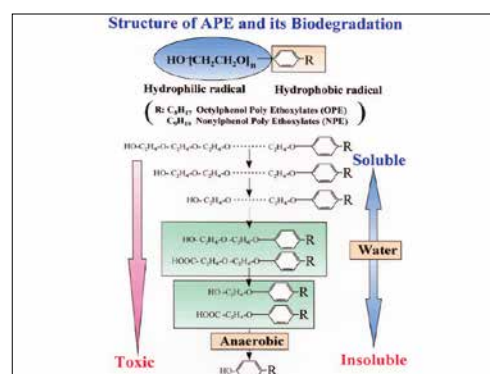 Structure of APE and its Biodegradation
HO-[CH₂CH₂O]n
R
Hydrophilic radical Hydrophobic radical
(R: C₈H₁₇ Octylphenol Poly Ethoxylates (OPE)
Nonylphenol Poly Ethoxylates (NPE))
HO-C₂H₄-O-C₂H₄-O-C₂H₄-O········C₂H₄-O- R
Soluble
HO-C₂H₄-O-C₂H₄-O········C₂H₄-O- R
HO-C₂H₄-O········C₂H₄-O- R
HO-C₂H₄-O-C₂H₄-O- R
Water
HOOC-C₂H₄-O-C₂H₄-O- R
HO-C₂H₄-O- R
HOOC-C₂H₄-O- R
Anaerobic
Toxic
Insoluble
HO- R